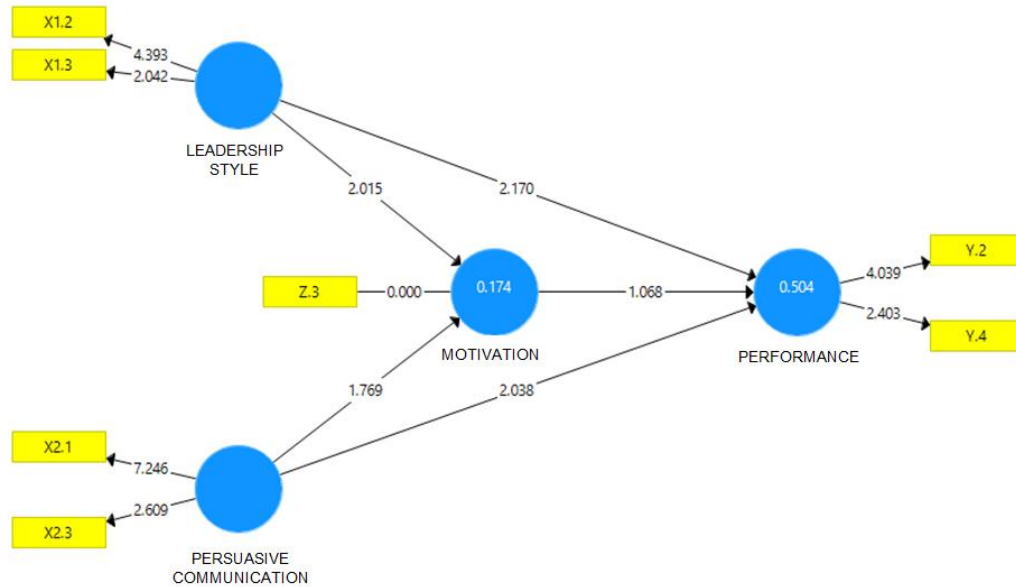 X1.2
4.393
X1.3
2.042
LEADERSHIP
STYLE
2.015
2.170
Z.3
0.000
0.174
MOTIVATION
1.068
0.504
PERFORMANCE
Y.2
4.039
2.403
Y.4
1.769
2.038
X2.1
7.246
2.609
X2.3
PERSUASIVE
COMMUNICATION